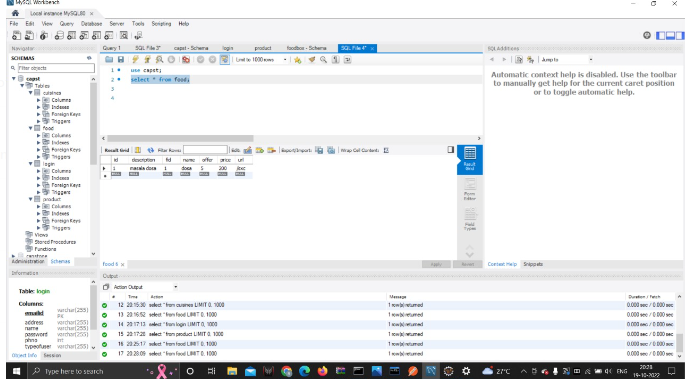 MySQL Workbench
Local instance MySQL80 ×
File Edit View Query Database Server Tools Scripting Help
Navigator
Query 1 SQL File 3* capst - Schema login product foodbox - Schema SQL File 4* × SQL Additions
SCHEMAS
Filter objects
Limit to 1000 rows
Jump to
capst
Tables
cuisines
Columns
Indexes
Foreign Keys
Triggers
food
Columns
Indexes
Foreign Keys
Triggers
login
Columns
Indexes
Foreign Keys
Triggers
product
Columns
Indexes
Foreign Keys
Triggers
Views
Stored Procedures
Functions
capstone
Administration Schemas
1 use capst;
2 select * from food;
3
4
Automatic context help is disabled. Use the toolbar
to manually get help for the current caret position
or to toggle automatic help.
Result Grid Filter Rows: Edit: Export/Import: Wrap Cell Content:
id description fid name offer price url
1 masala dosa 1 dosa 5 200
NULL NULL NULL NULL NULL NULL NULL
Result Grid
Form Editor
Field Types
food 6 × Apply Revert Context Help Snippets
Information
Table: login
Columns:
emailid varchar(255) PK
address varchar(255)
name varchar(255)
password varchar(255)
phno int
typeofuser varchar(255)
Object Info Session
Output
Action Output
# Time Action Message Duration / Fetch
12 20:15:30 select * from cuisines LIMIT 0, 1000 1 row(s) returned 0.000 sec / 0.000 sec
13 20:16:52 select * from food LIMIT 0, 1000 1 row(s) returned 0.000 sec / 0.000 sec
14 20:17:13 select * from login LIMIT 0, 1000 1 row(s) returned 0.000 sec / 0.000 sec
15 20:17:28 select * from product LIMIT 0, 1000 1 row(s) returned 0.000 sec / 0.000 sec
16 20:25:17 select * from food LIMIT 0, 1000 1 row(s) returned 0.000 sec / 0.000 sec
17 20:28:09 select * from food LIMIT 0, 1000 1 row(s) returned 0.000 sec / 0.000 sec
Type here to search
27°C ENG 20:28
19-10-2022